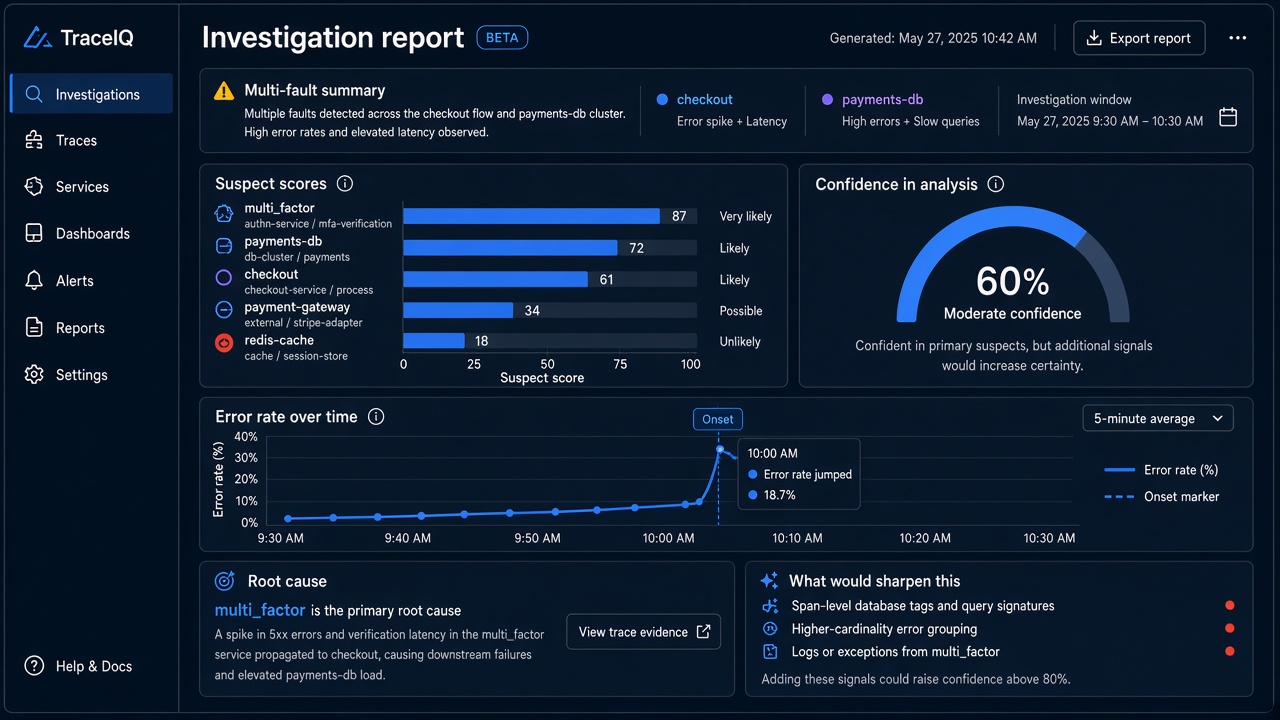 TraceIQ
Investigations
Traces
Services
Dashboards
Alerts
Reports
Settings
Help & Docs
Investigation report
BETA
Generated: May 27, 2025 10:42 AM
Export report
Multi-fault summary
Multiple faults detected across the checkout flow and payments-db cluster.
High error rates and elevated latency observed.
checkout
Error spike + Latency
payments-db
High errors + Slow queries
Investigation window
May 27, 2025 9:30 AM – 10:30 AM
Suspect scores
multi_factor
authn-service / mfa-verification
87
Very likely
payments-db
db-cluster / payments
72
Likely
checkout
checkout-service / process
61
Likely
payment-gateway
external / stripe-adapter
34
Possible
redis-cache
cache / session-store
18
Unlikely
0 25 50 75 100
Suspect score
Confidence in analysis
60%
Moderate confidence
Confident in primary suspects, but additional signals
would increase certainty.
Error rate over time
Onset
5-minute average
Error rate (%)
40%
30%
20%
10%
0%
10:00 AM
Error rate jumped
18.7%
Error rate (%)
Onset marker
9:30 AM 9:40 AM 9:50 AM 10:00 AM 10:10 AM 10:20 AM 10:30 AM
Root cause
multi_factor is the primary root cause
A spike in 5xx errors and verification latency in the multi_factor
service propagated to checkout, causing downstream failures
and elevated payments-db load.
View trace evidence
What would sharpen this
Span-level database tags and query signatures
Higher-cardinality error grouping
Logs or exceptions from multi_factor
Adding these signals could raise confidence above 80%.